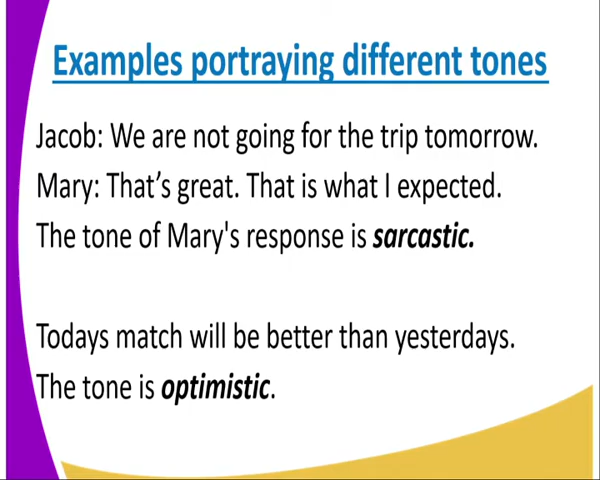 Examples portraying different tones
Jacob: We are not going for the trip tomorrow.
Mary: That’s great. That is what I expected.
The tone of Mary's response is sarcastic.
Todays match will be better than yesterdays.
The tone is optimistic.